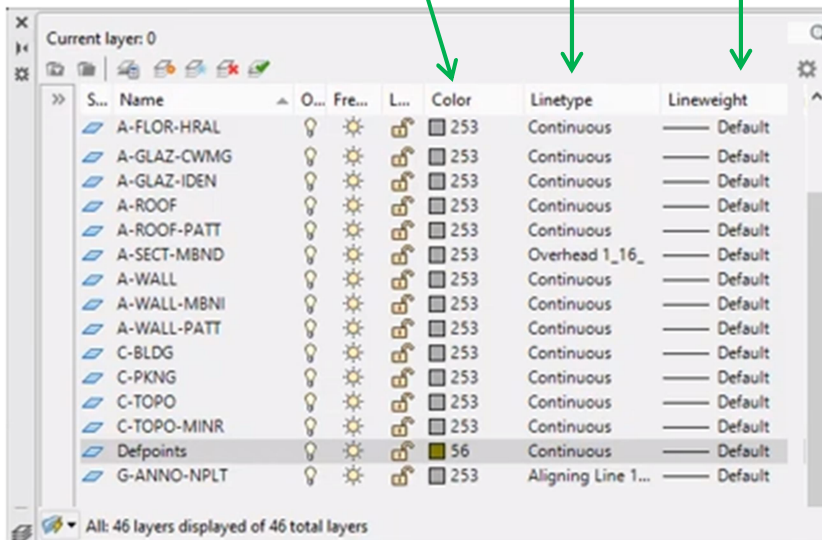 Current layer: 0
S... Name O... Fre... L... Color Linetype Lineweight
A-FLOR-HRAL 253 Continuous Default
A-GLAZ-CWMG 253 Continuous Default
A-GLAZ-IDEN 253 Continuous Default
A-ROOF 253 Continuous Default
A-ROOF-PATT 253 Continuous Default
A-SECT-MBND 253 Overhead 1_16_ Default
A-WALL 253 Continuous Default
A-WALL-MBNI 253 Continuous Default
A-WALL-PATT 253 Continuous Default
C-BLDG 253 Continuous Default
C-PKNG 253 Continuous Default
C-TOPO 253 Continuous Default
C-TOPO-MINR 253 Continuous Default
Defpoints 56 Continuous Default
G-ANNO-NPLT 253 Aligning Line 1... Default
All: 46 layers displayed of 46 total layers